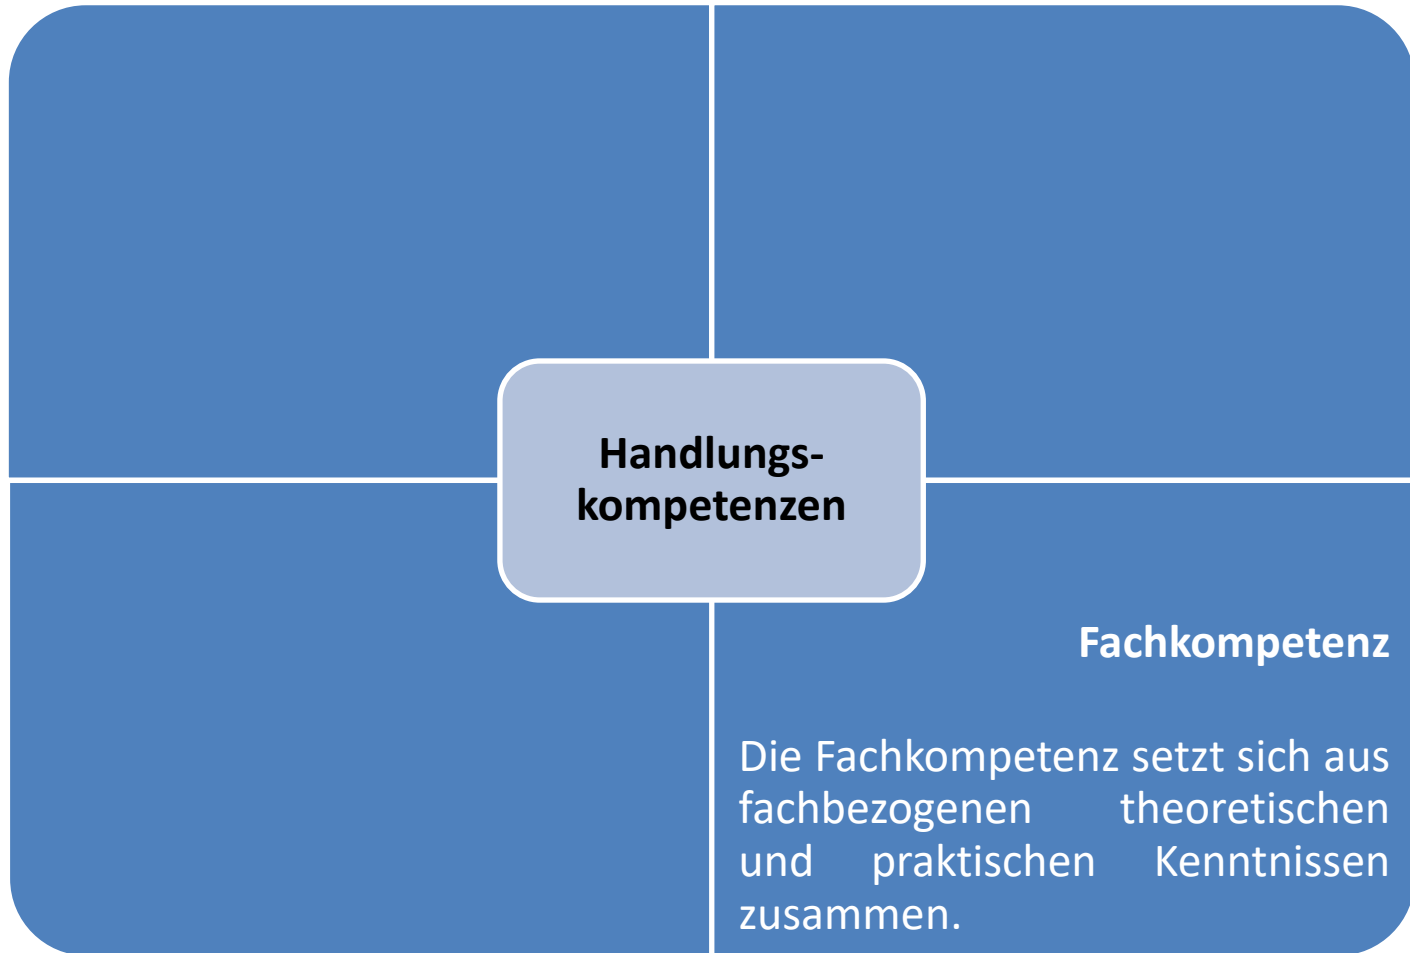 Handlungs-
kompetenzen
Fachkompetenz
Die Fachkompetenz setzt sich aus
fachbezogenen theoretischen
und praktischen Kenntnissen
zusammen.